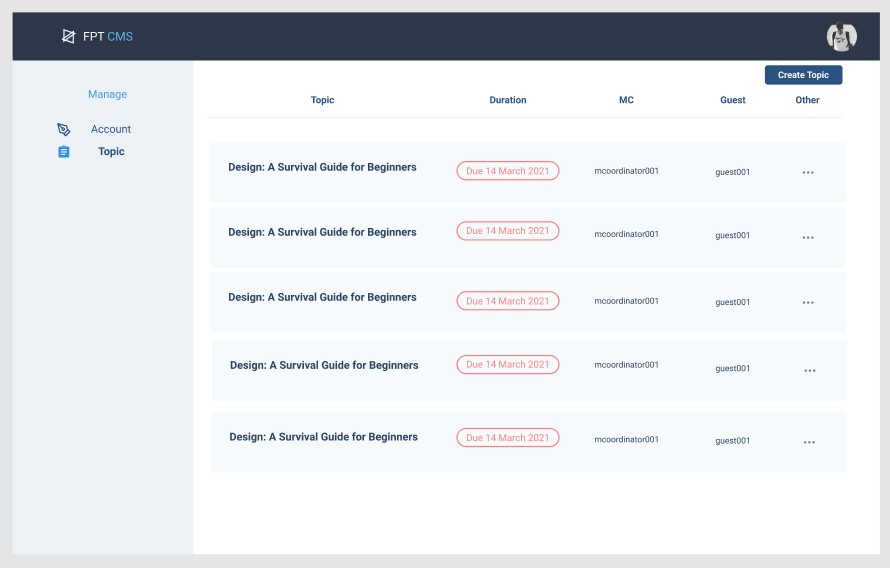 FPT CMS
Create Topic
Manage
Account
Topic
Topic Duration MC Guest Other
Design: A Survival Guide for Beginners Due 14 March 2021 mcoordinator001 guest001 ...
Design: A Survival Guide for Beginners Due 14 March 2021 mcoordinator001 guest001 ...
Design: A Survival Guide for Beginners Due 14 March 2021 mcoordinator001 guest001 ...
Design: A Survival Guide for Beginners Due 14 March 2021 mcoordinator001 guest001 ...
Design: A Survival Guide for Beginners Due 14 March 2021 mcoordinator001 guest001 ...